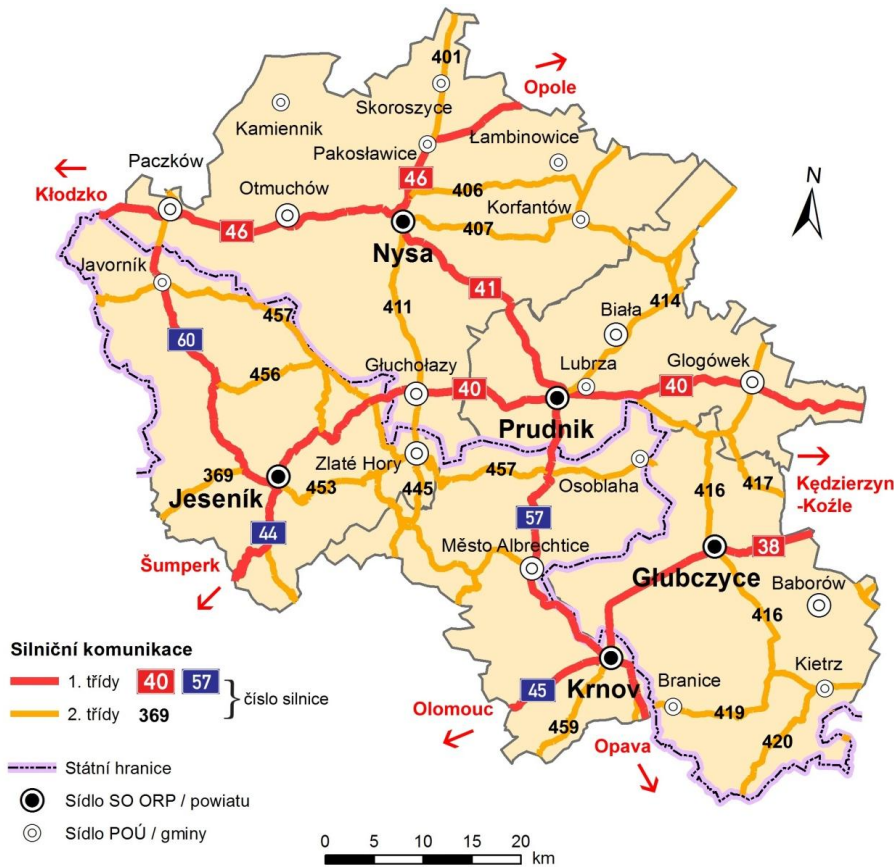 401
Opole
Skoroszyce
Kamiennik
Łambinowice
Pakosławice
Paczków
N
Kłodzko
Otmuchów
46
406
Korfantów
46
407
Nysa
Javorník
41
411
414
457
Biała
60
456
Głuchołazy
Lubrza
Głogówek
40
40
Prudnik
Zlaté Hory
369
457
416
417
Kędzierzyn
-Koźle
Jeseník
453
445
Osoblaha
57
44
Město Albrechtice
38
Šumperk
Głubczyce
Baborów
416
Silniční komunikace
1. třídy 40 57
číslo silnice
2. třídy 369
Kietrz
Krnov
Branice
45
Olomouc
419
459
420
Opava
Státní hranice
Sídlo SO ORP / powiatu
Sídlo POÚ / gminy
0 5 10 15 20
km